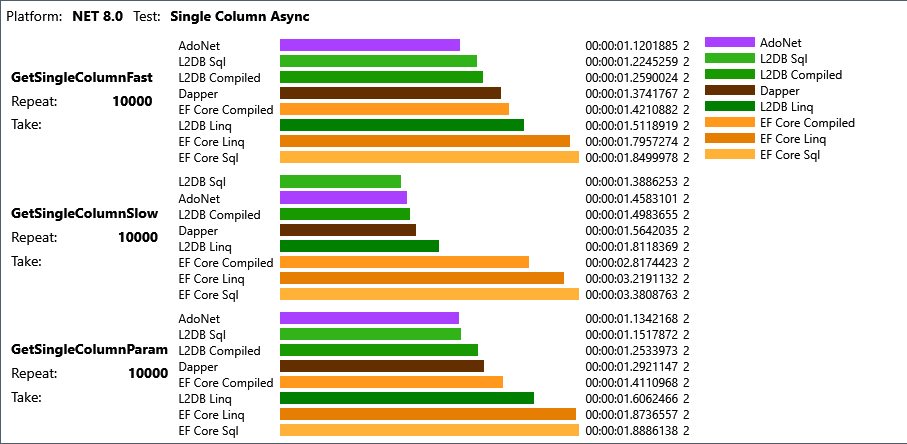 Platform: NET 8.0 Test: Single Column Async
GetSingleColumnFast
Repeat: 10000
Take:
AdoNet 00:00:01.1201885 2
L2DB Sql 00:00:01.2245259 2
L2DB Compiled 00:00:01.2590024 2
Dapper 00:00:01.3741767 2
EF Core Compiled 00:00:01.4210882 2
L2DB Linq 00:00:01.5118919 2
EF Core Linq 00:00:01.7957274 2
EF Core Sql 00:00:01.8499978 2
AdoNet
L2DB Sql
L2DB Compiled
Dapper
L2DB Linq
EF Core Compiled
EF Core Linq
EF Core Sql
GetSingleColumnSlow
Repeat: 10000
Take:
L2DB Sql 00:00:01.3886253 2
AdoNet 00:00:01.4583101 2
L2DB Compiled 00:00:01.4983655 2
Dapper 00:00:01.5642035 2
L2DB Linq 00:00:01.8118369 2
EF Core Compiled 00:00:02.8174423 2
EF Core Linq 00:00:03.2191132 2
EF Core Sql 00:00:03.3808763 2
GetSingleColumnParam
Repeat: 10000
Take:
AdoNet 00:00:01.1342168 2
L2DB Sql 00:00:01.1517872 2
L2DB Compiled 00:00:01.2533973 2
Dapper 00:00:01.2921147 2
EF Core Compiled 00:00:01.4110968 2
L2DB Linq 00:00:01.6062466 2
EF Core Linq 00:00:01.8736557 2
EF Core Sql 00:00:01.8886138 2